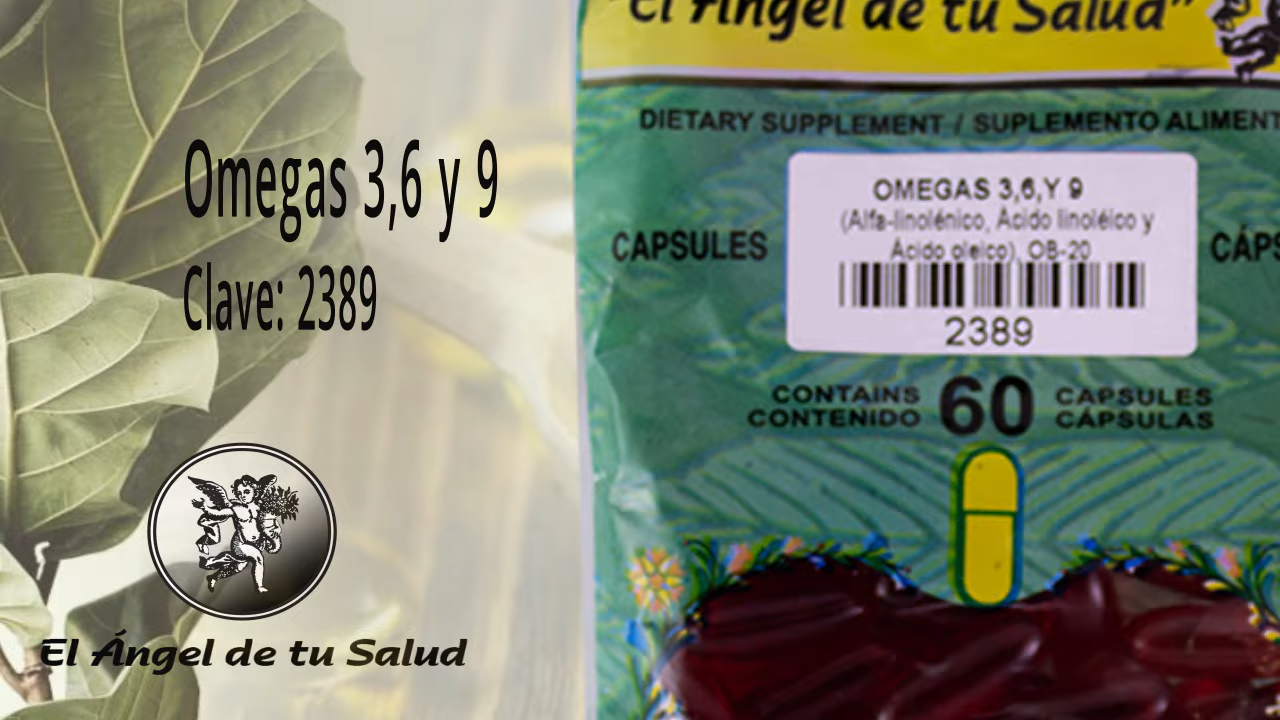 Omegas 3,6 y 9
Clave: 2389
El Ángel de tu Salud
"El Ángel de tu Salud"
DIETARY SUPPLEMENT / SUPLEMENTO ALIMENT
OMEGAS 3,6,Y 9
(Alfa-linolénico, Ácido linoléico y
Ácido oleico), OB-20
CAPSULES
CÁPS
2389
CONTAINS 60 CAPSULES
CONTENIDO CÁPSULAS